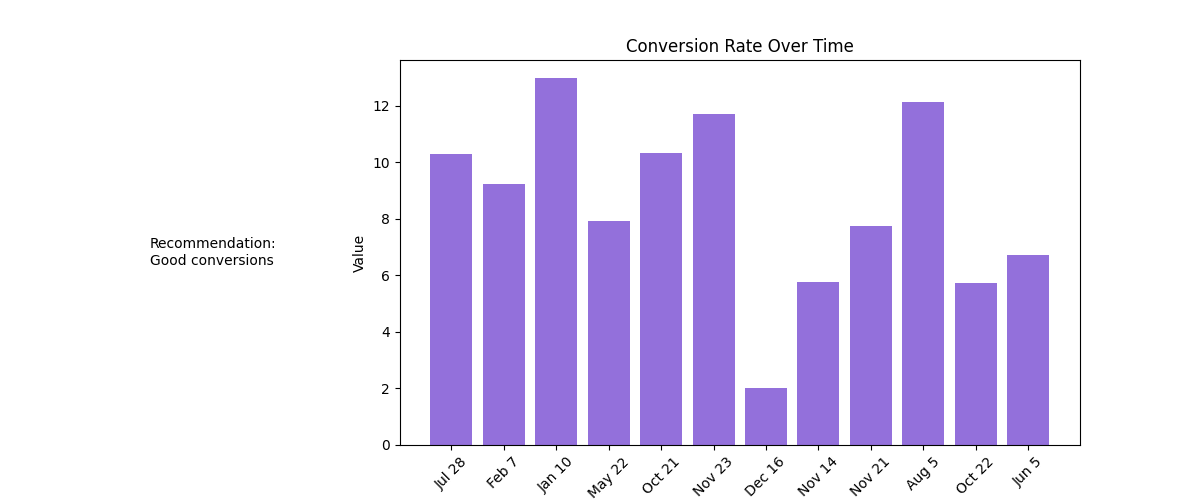 Conversion Rate Over Time
Recommendation:
Good conversions
Value
12
10
8
6
4
2
0
Jul 28
Feb 7
Jan 10
May 22
Oct 21
Nov 23
Dec 16
Nov 14
Nov 21
Aug 5
Oct 22
Jun 5